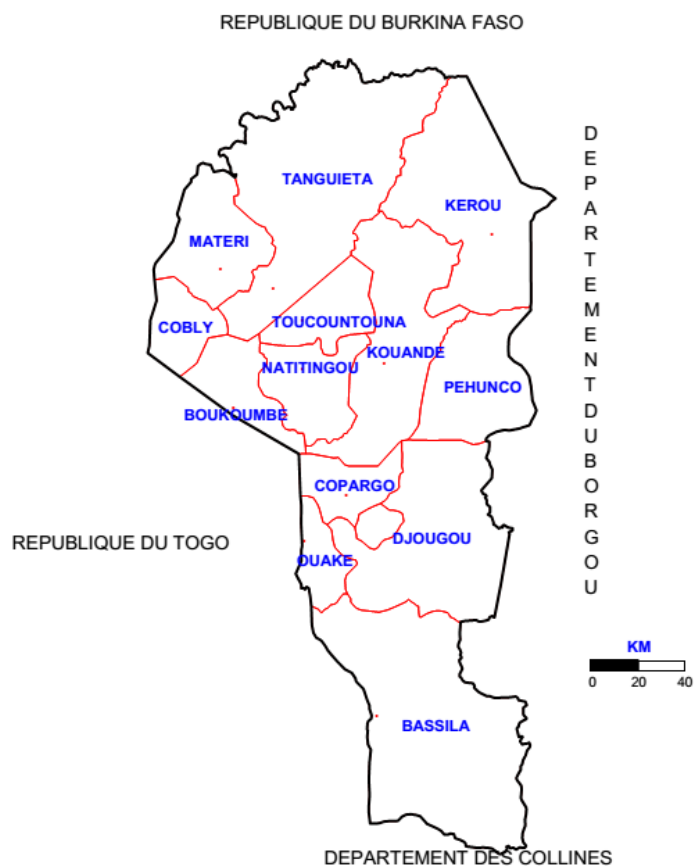 REPUBLIQUE DU BURKINA FASO
TANGUIETA
KEROU
MATERI
COBLY
TOUCOUNTOUNA
KOUANDE
NATITINGOU
PEHUNCO
BOUKOUMBE
COPARGO
DJOUGOU
OUAKE
BASSILA
REPUBLIQUE DU TOGO
DEPARTEMENT DU BORGOU
KM
0 20 40
DEPARTEMENT DES COLLINES